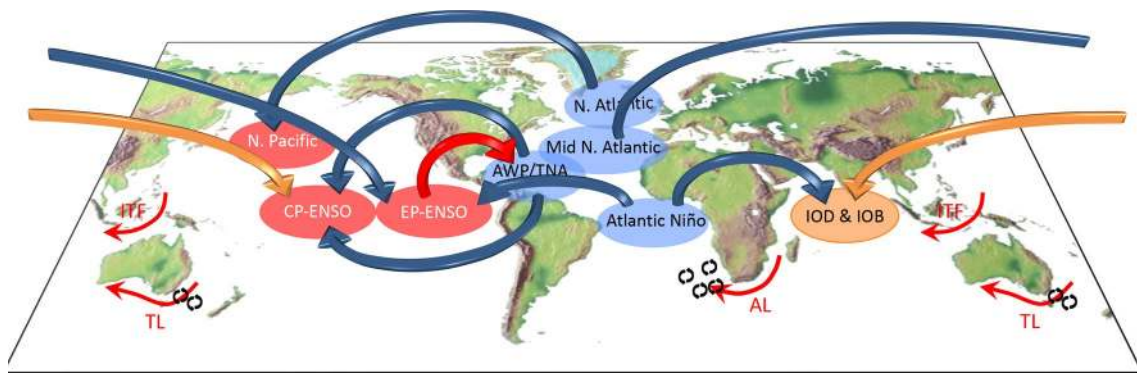 N. Atlantic
N. Pacific
Mid N. Atlantic
AWP/TNA
CP-ENSO
EP-ENSO
Atlantic Niño
IOD & IOB
ITF
ITF
TL
AL
TL